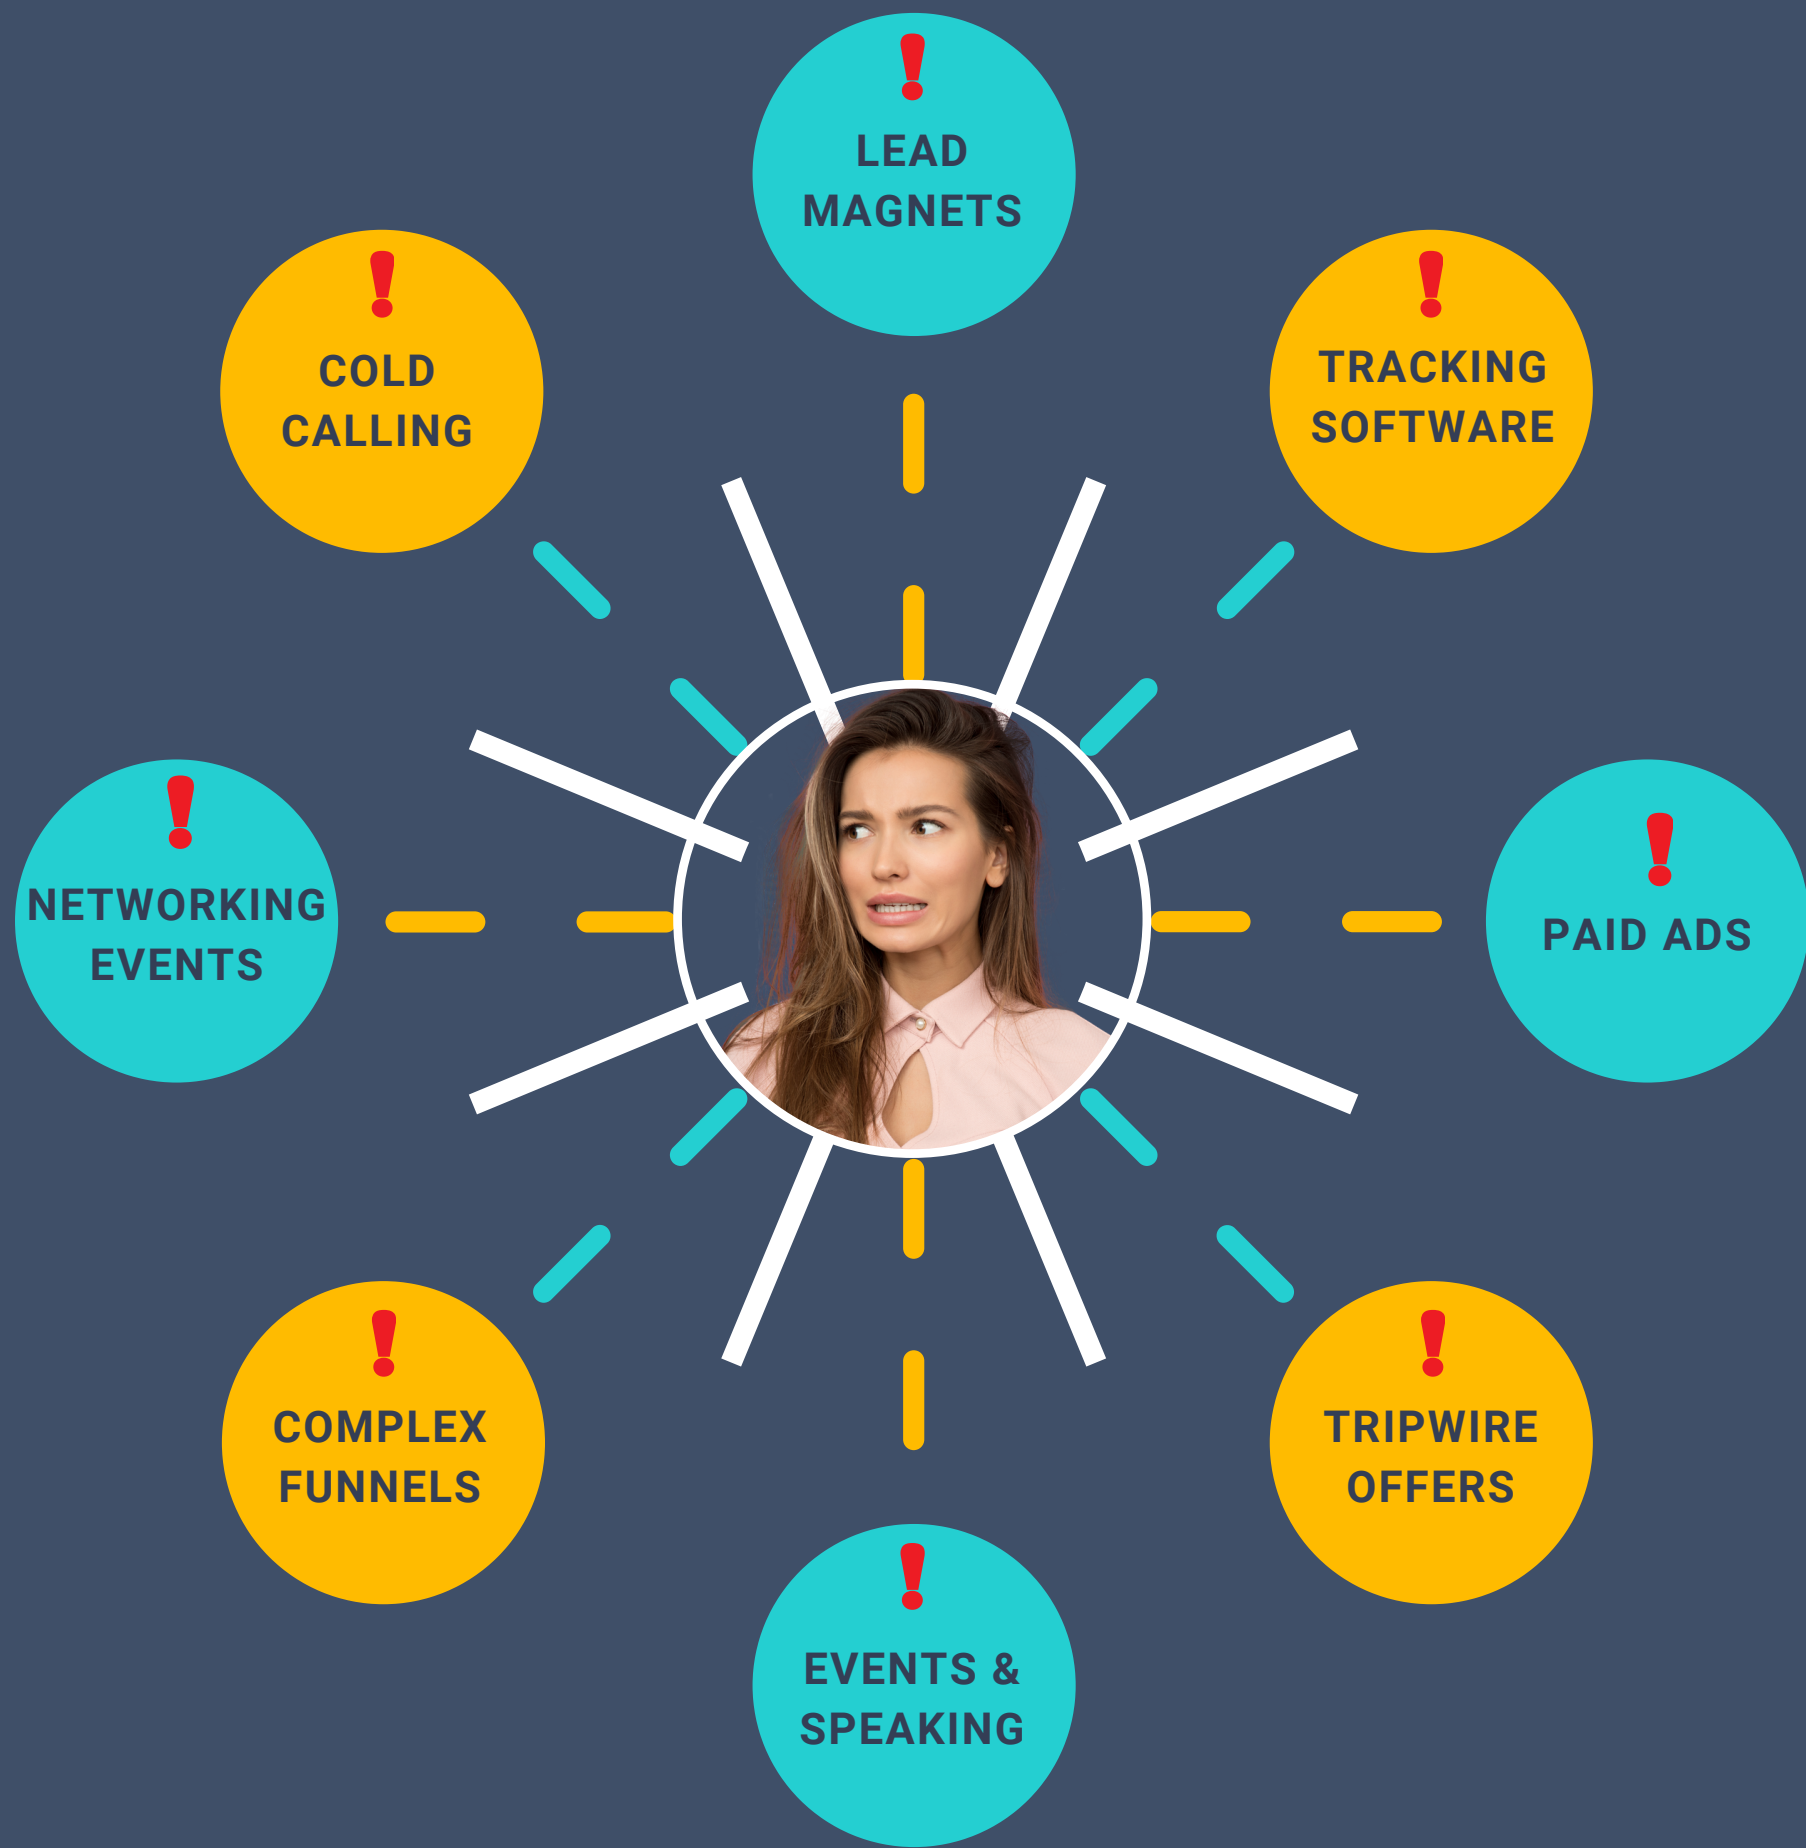 LEAD
MAGNETS
COLD
CALLING
TRACKING
SOFTWARE
NETWORKING
EVENTS
PAID ADS
COMPLEX
FUNNELS
TRIPWIRE
OFFERS
EVENTS &
SPEAKING